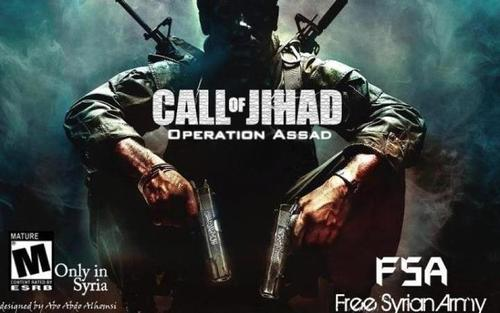 CALL OF JIHAD
OPERATION ASSAD
MATURE
M
CONTENT RATED BY
ESRB
Only in
Syria
FSA
Free Syrian Army
designed by Abo Abdo Alhomsi